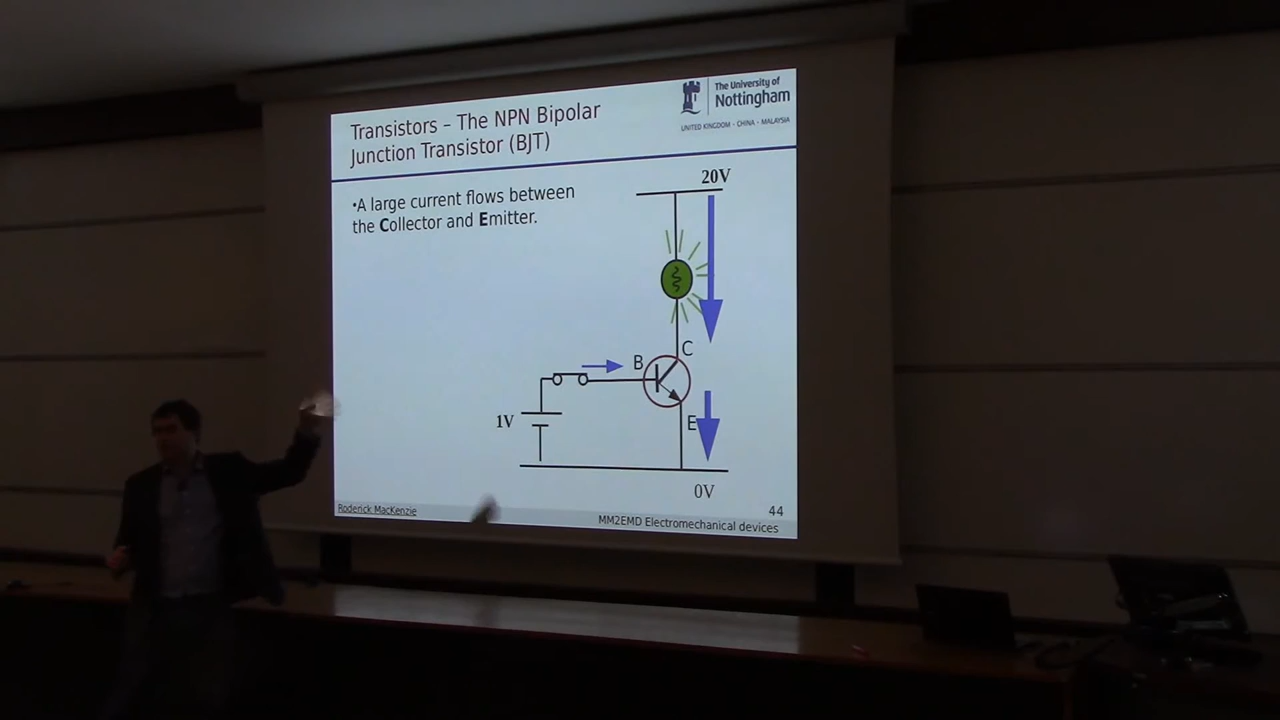 The University of
Nottingham
UNITED KINGDOM · CHINA · MALAYSIA
Transistors – The NPN Bipolar
Junction Transistor (BJT)
•A large current flows between
the Collector and Emitter.
20V
C
B
1V
E
0V
44
Roderick MacKenzie
MM2EMD Electromechanical devices